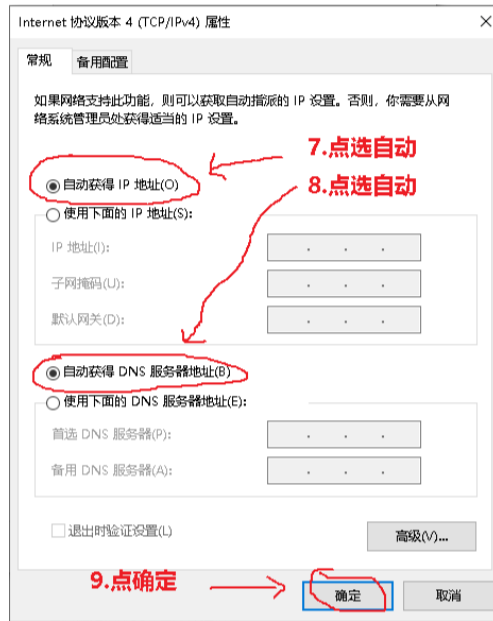 Internet 协议版本 4 (TCP/IPv4) 属性
常规
备用配置
如果网络支持此功能，则可以获取自动指派的 IP 设置。否则，你需要从网
络系统管理员处获得适当的 IP 设置。
7.点选自动
8.点选自动
自动获得 IP 地址(O)
使用下面的 IP 地址(S):
IP 地址(I):
子网掩码(U):
默认网关(D):
自动获得 DNS 服务器地址(B)
使用下面的 DNS 服务器地址(E):
首选 DNS 服务器(P):
备用 DNS 服务器(A):
退出时验证设置(L)
高级(V)...
9.点确定
确定
取消